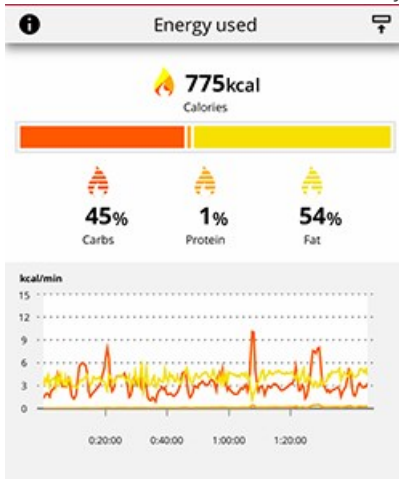 Energy used
775kcal
Calories
45% 1% 54%
Carbs Protein Fat
kcal/min
15
12
9
6
3
0
0:20:00 0:40:00 1:00:00 1:20:00